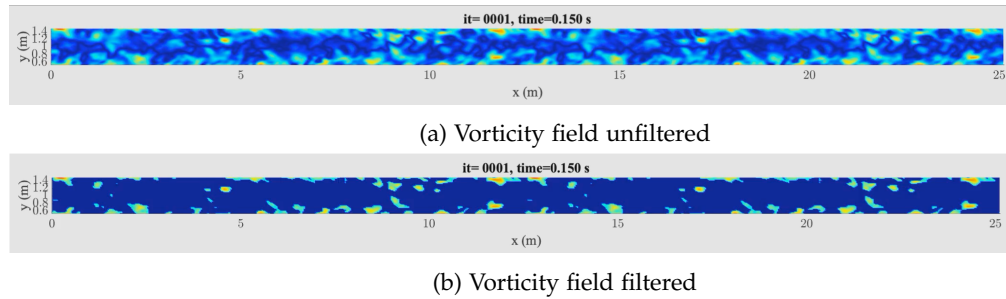 it= 0001, time=0.150 s
y (m)
1.4
1.2
1
0.8
0.6
0 5 10 15 20 25
x (m)
(a) Vorticity field unfiltered
it= 0001, time=0.150 s
y (m)
1.4
1.2
1
0.8
0.6
0 5 10 15 20 25
x (m)
(b) Vorticity field filtered